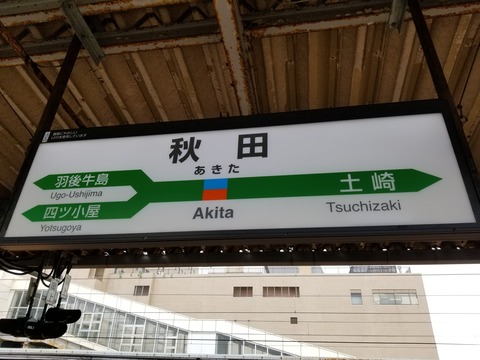 秋田
あきた
Akita
羽後牛島
Ugo-Ushijima
四ツ小屋
Yotsugoya
土崎
Tsuchizaki